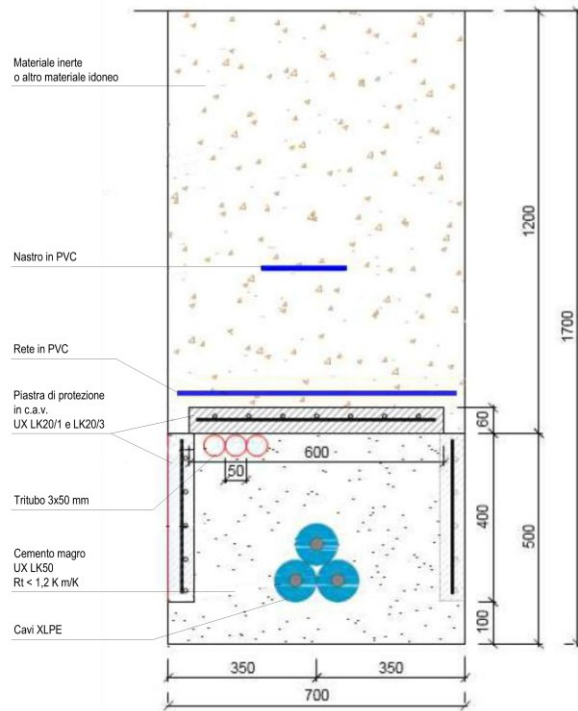 Materiale inerte
o altro materiale idoneo
Nastro in PVC
Rete in PVC
Piastra di protezione
in c.a.v.
UX LK20/1 e LK20/3
Tritubo 3x50 mm
Cemento magro
UX LK50
Rt < 1,2 K m/K
Cavi XLPE
1200
1700
60
600
50
400
500
100
350
350
700